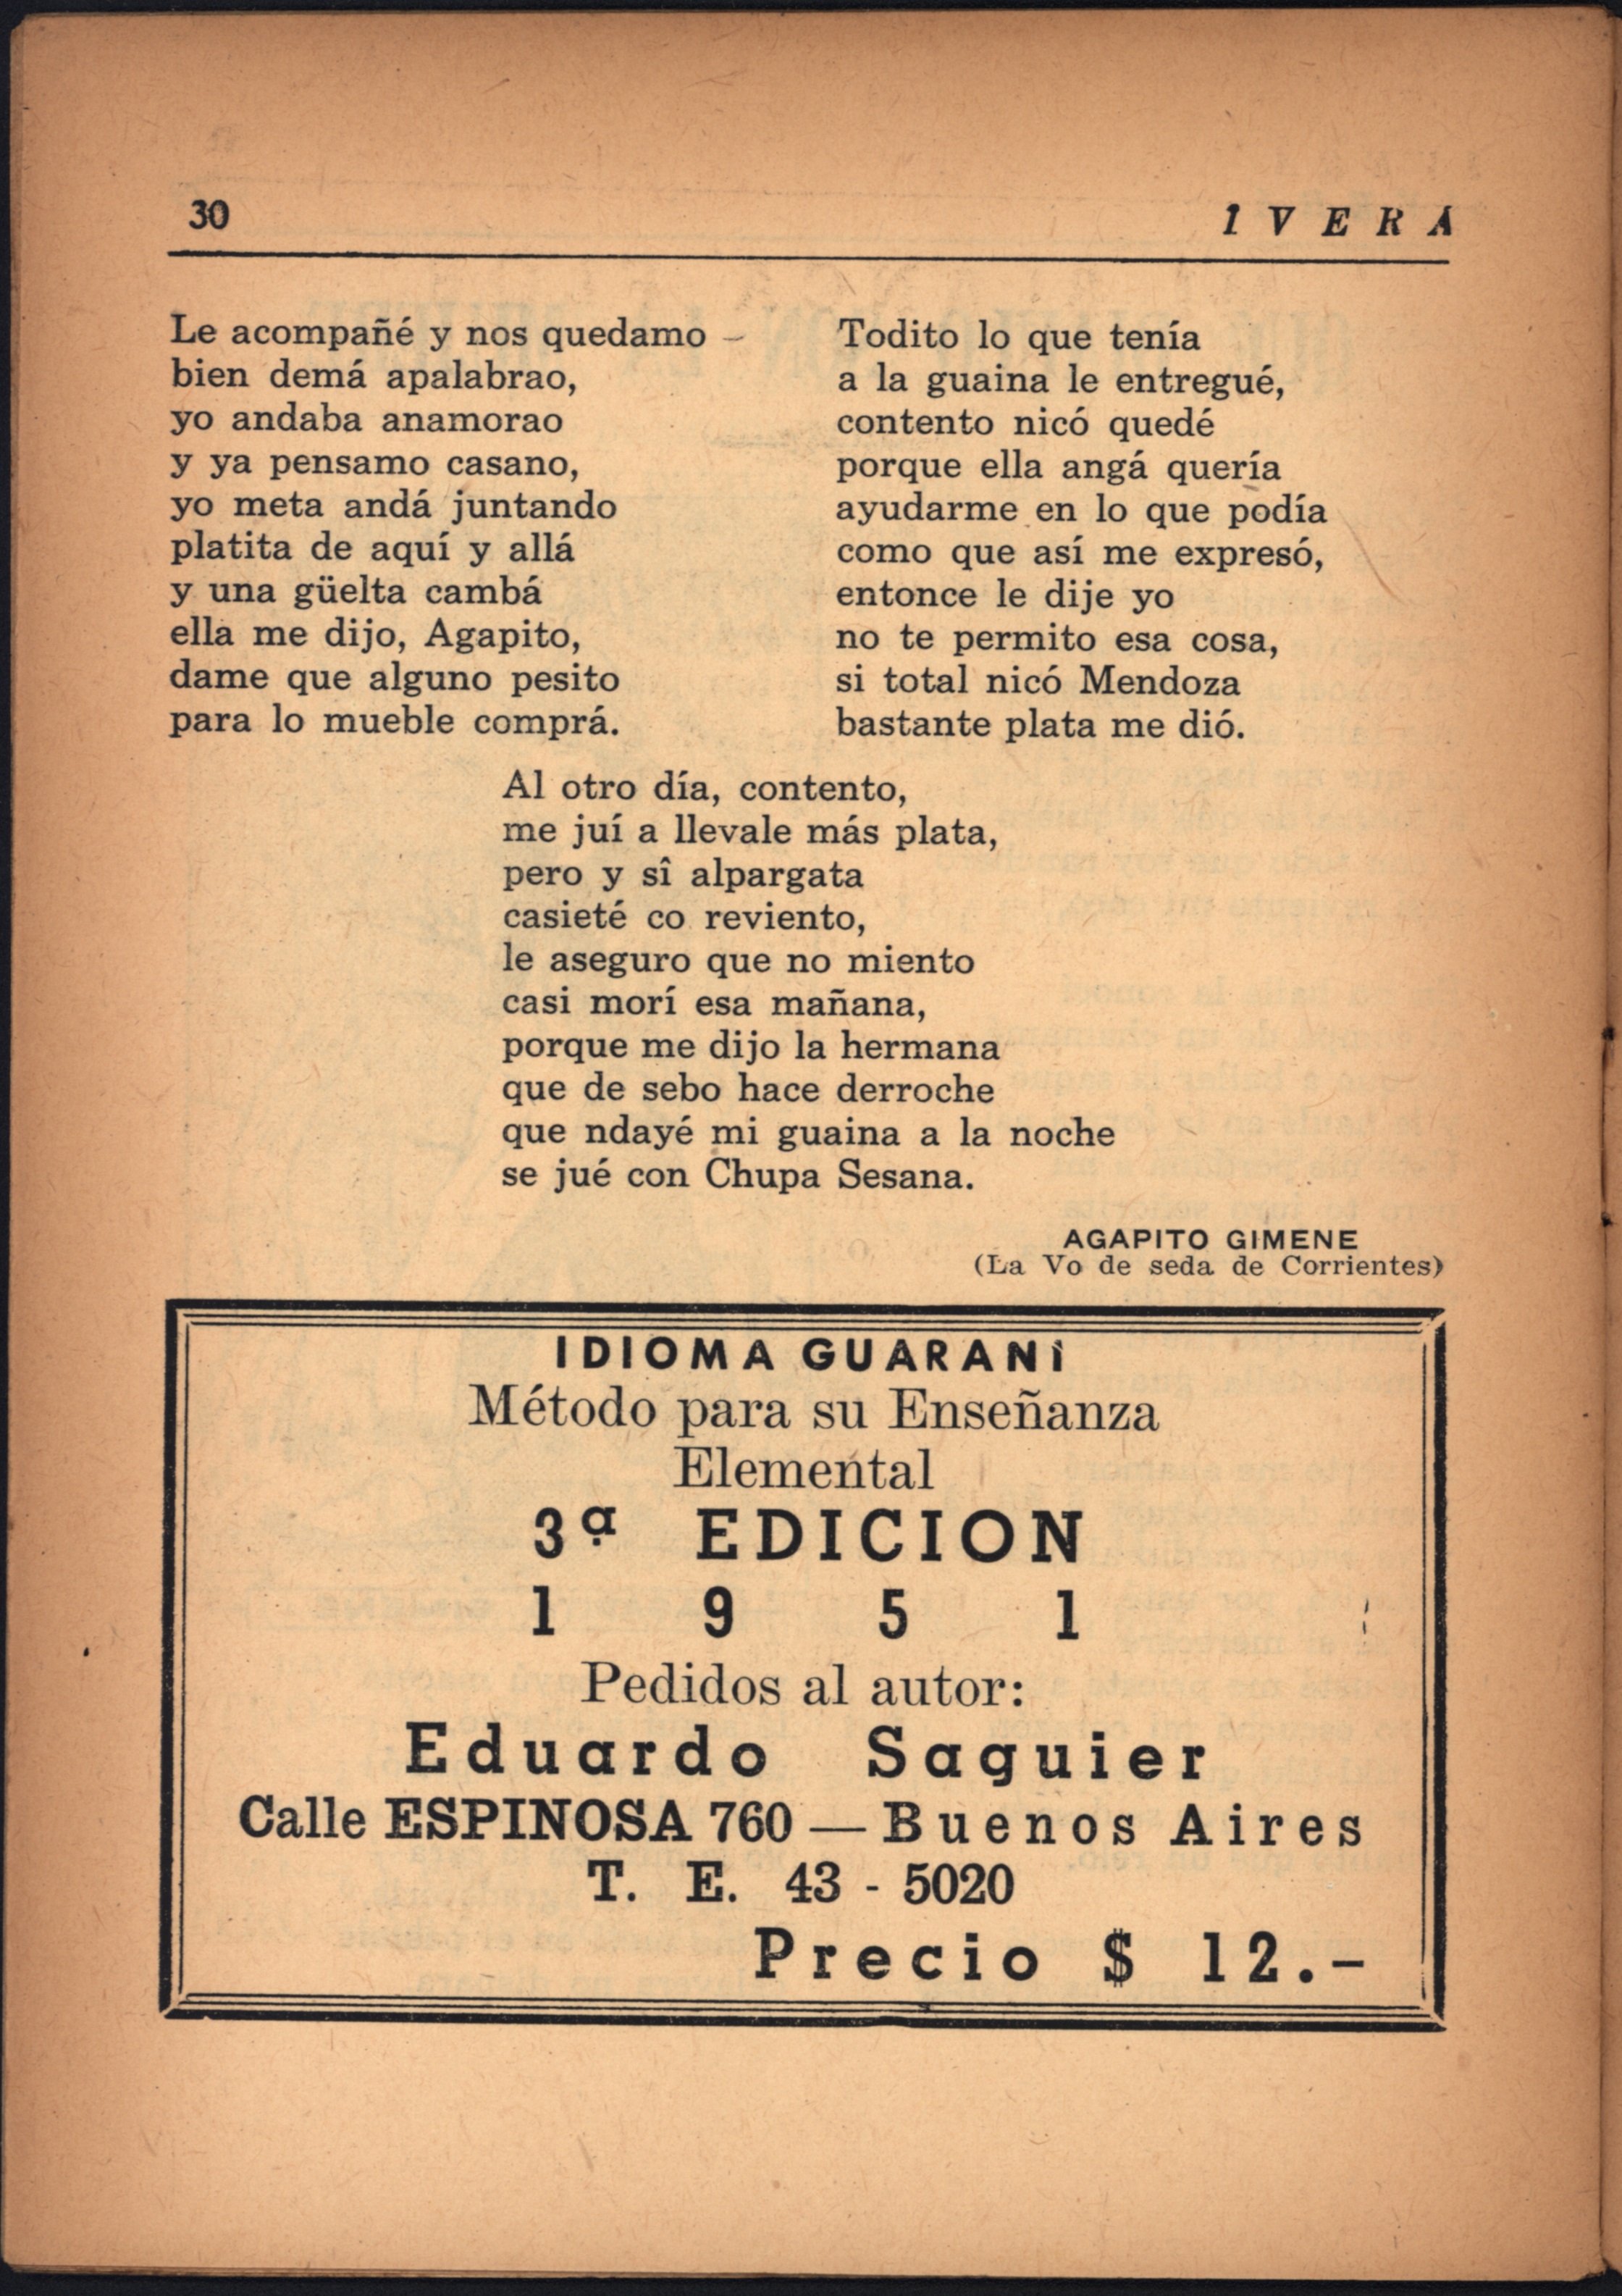 30
IVERÁ
Le acompañé y nos quedamo
bien demá apalabrao,
yo andaba anamorao
y ya pensamo casano,
yo meta andá juntando
platita de aquí y allá
y una güelta cambá
ella me dijo, Agapito,
dame que alguno pesito
para lo mueble comprá.
Todito lo que tenía
a la guaina le entregué,
contento nicó quedé
porque ella angá quería
ayudarme en lo que podía
como que así me expresó,
entonce le dije yo
no te permito esa cosa,
si total nicó Mendoza
bastante plata me dió.
Al otro día, contento,
me juí a llevale más plata,
pero y sî alpargata
casieté co reviento,
le aseguro que no miento
casi morí esa mañana,
porque me dijo la hermana
que de sebo hace derroche
que ndayé mi guaina a la noche
se jué con Chupa Sesana.
AGAPITO GIMENE
(La Vo de seda de Corrientes)
IDIOMA GUARANÍ
Método para su Enseñanza
Elemental
3ª EDICION
1 9 5 1
Pedidos al autor:
Eduardo Saguier
Calle ESPINOSA 760 — Buenos Aires
T. E. 43 - 5020
Precio $ 12.-